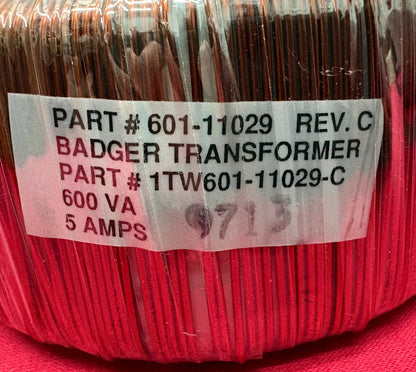 PART # 601-11029 REV. C
BADGER TRANSFORMER
PART # 1TW601-11029-C
600 VA
5 AMPS 9713